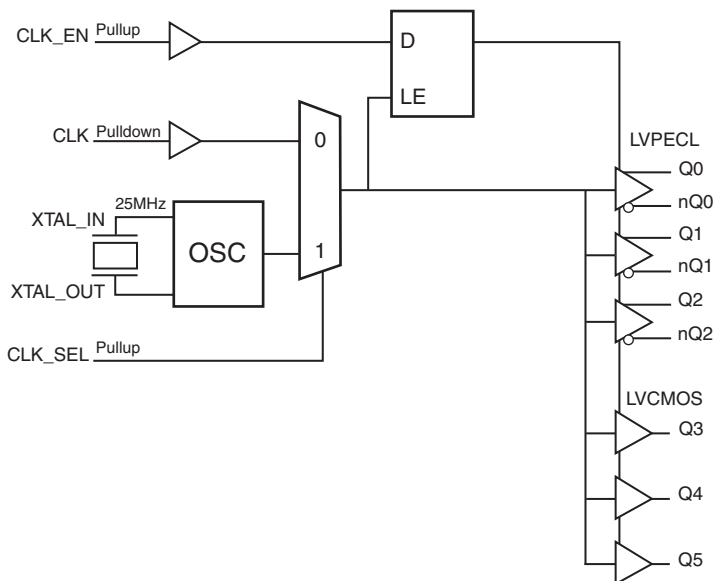 CLK_EN Pullup
D
LE
CLK Pulldown
0
LVPECL
Q0
nQ0
25MHz
XTAL_IN
OSC
1
XTAL_OUT
Q1
nQ1
Q2
nQ2
CLK_SEL Pullup
LVCMOS
Q3
Q4
Q5